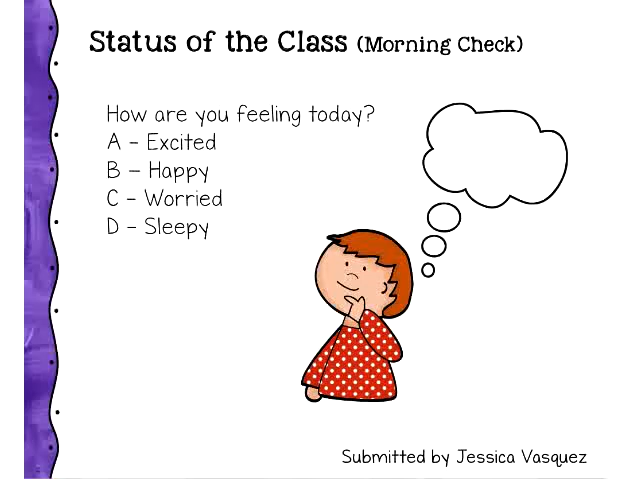 Status of the Class (Morning Check)
How are you feeling today?
A - Excited
B - Happy
C - Worried
D - Sleepy
Submitted by Jessica Vasquez